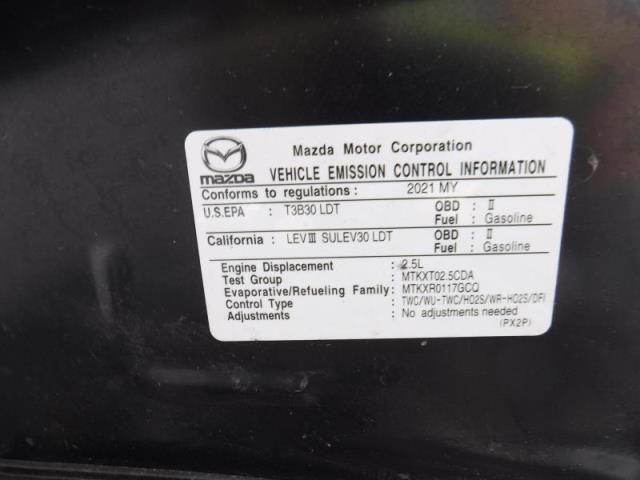 Mazda Motor Corporation
mazda VEHICLE EMISSION CONTROL INFORMATION
Conforms to regulations : 2021 MY
U.S.EPA : T3B30 LDT OBD : II
Fuel : Gasoline
California : LEVIII SULEV30 LDT OBD : II
Fuel : Gasoline
Engine Displacement : 2.5L
Test Group : MTKXT02.5CDA
Evaporative/Refueling Family: MTKXR0117GCQ
Control Type : TWC/WU-TWC/HO2S/WR-HO2S/DFI
Adjustments : No adjustments needed
(PX2P)